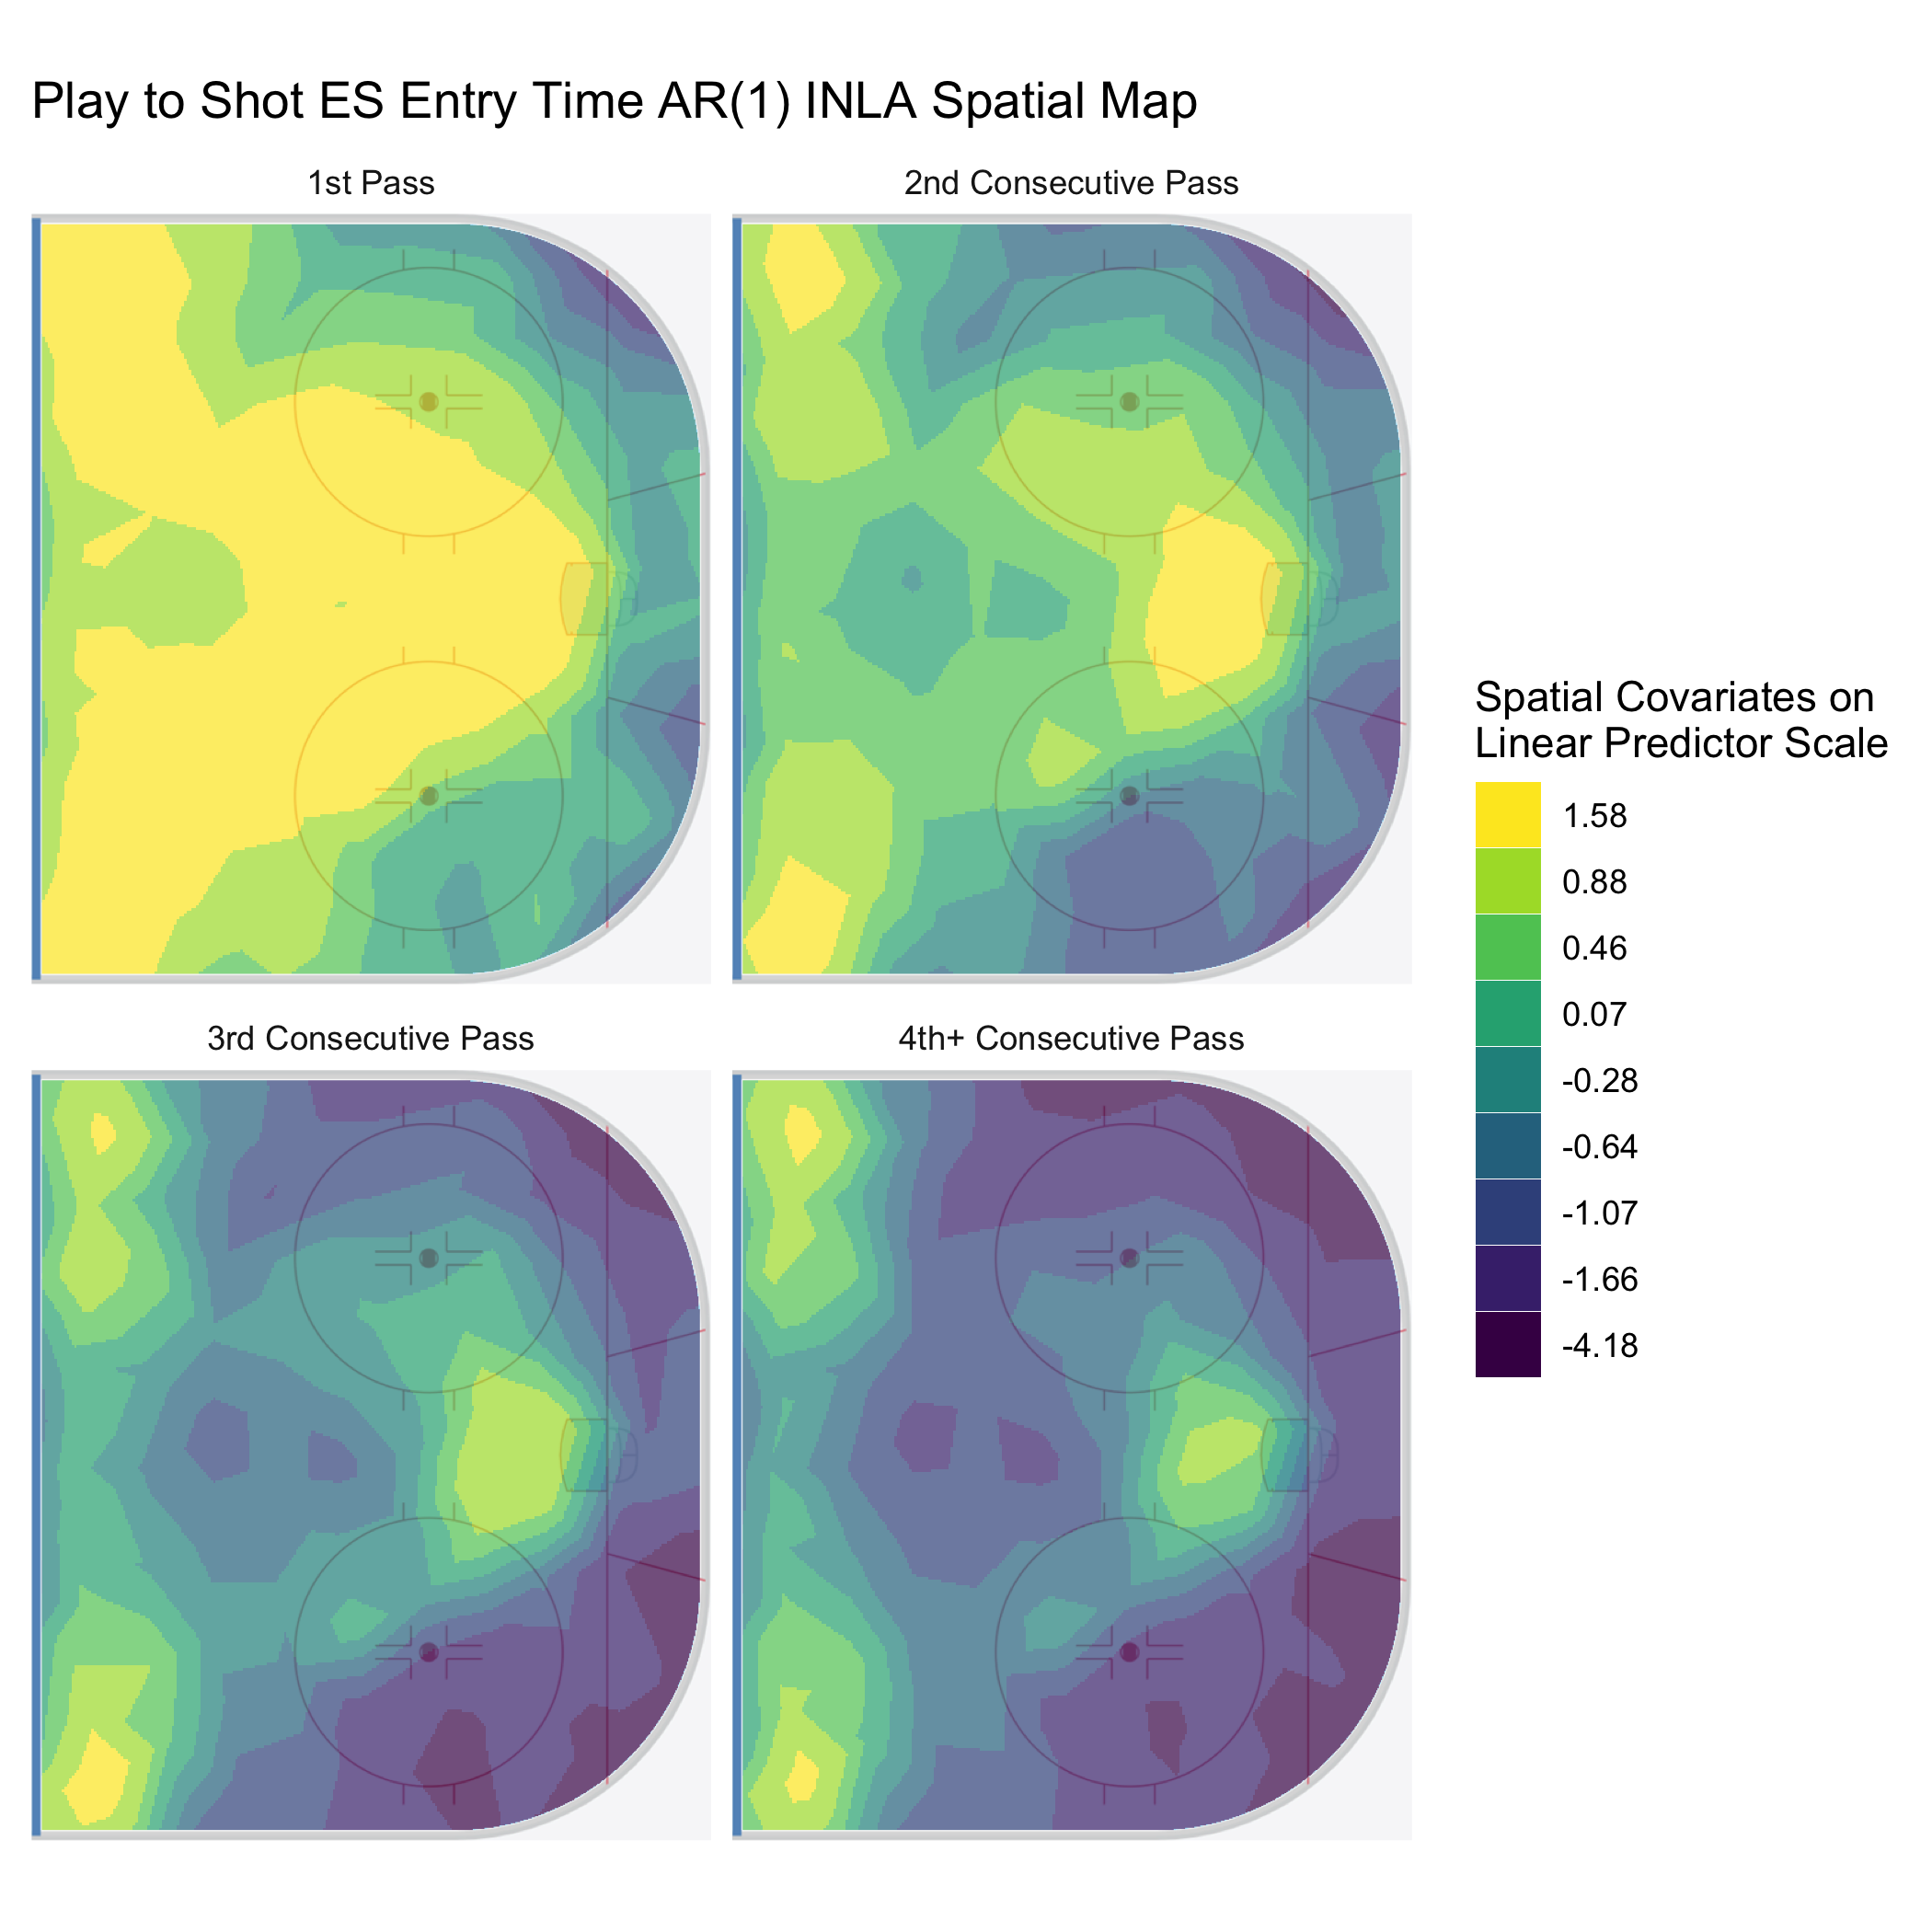 Play to Shot ES Entry Time AR(1) INLA Spatial Map
1st Pass
2nd Consecutive Pass
3rd Consecutive Pass
4th+ Consecutive Pass
Spatial Covariates on
Linear Predictor Scale
1.58
0.88
0.46
0.07
-0.28
-0.64
-1.07
-1.66
-4.18